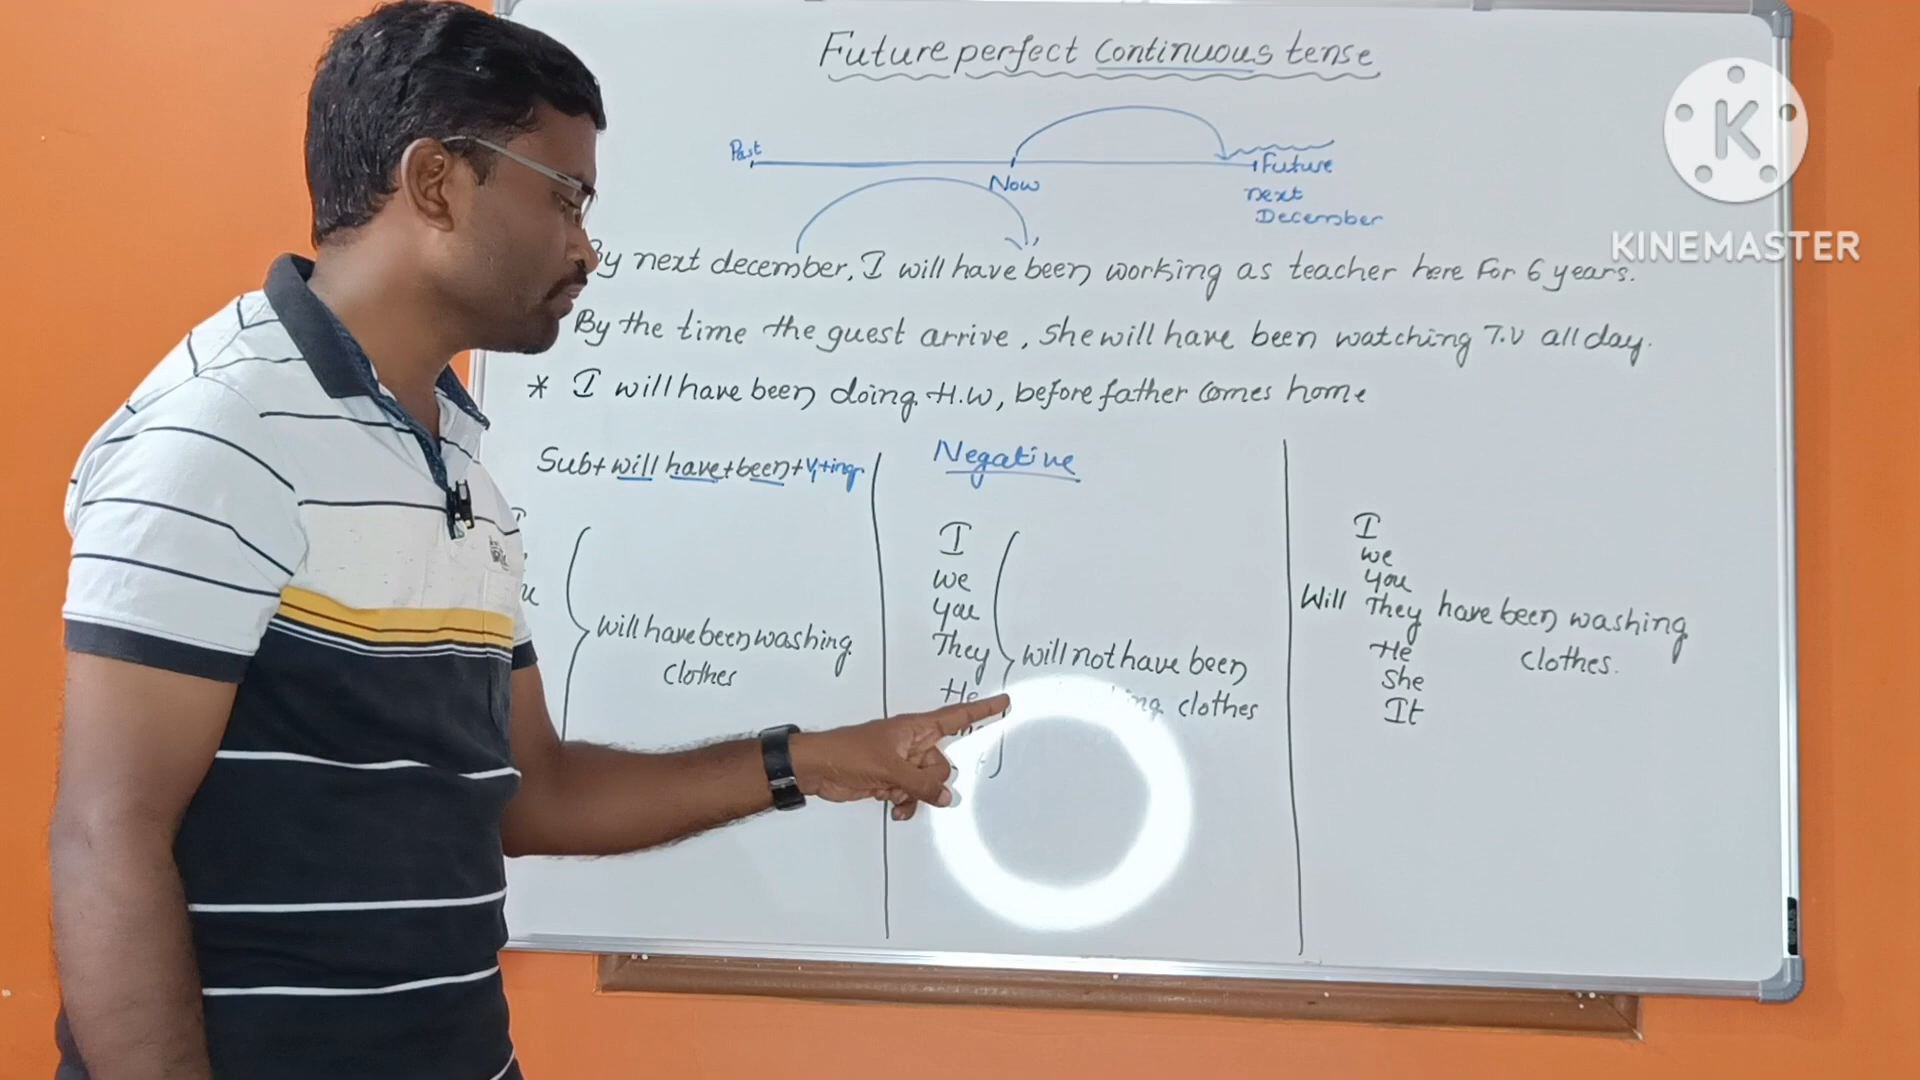 Future perfect Continuous tense
Past
Now
Future
next
December
K
KINEMASTER
By next december, I will have been working as teacher here For 6 years.
By the time the guest arrive, She will have been watching T.V all day.
* I will have been doing H.W, before father comes home
Sub+ will have+been+V1+ing.
will have been washing
clothes
Negative
I
we
you
They
He
will not have been
clothes
I
we
you
Will They have been washing
He clothes.
She
It